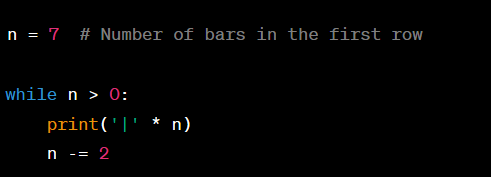 n = 7  # Number of bars in the first row

while n > 0:
    print('|' * n)
    n -= 2